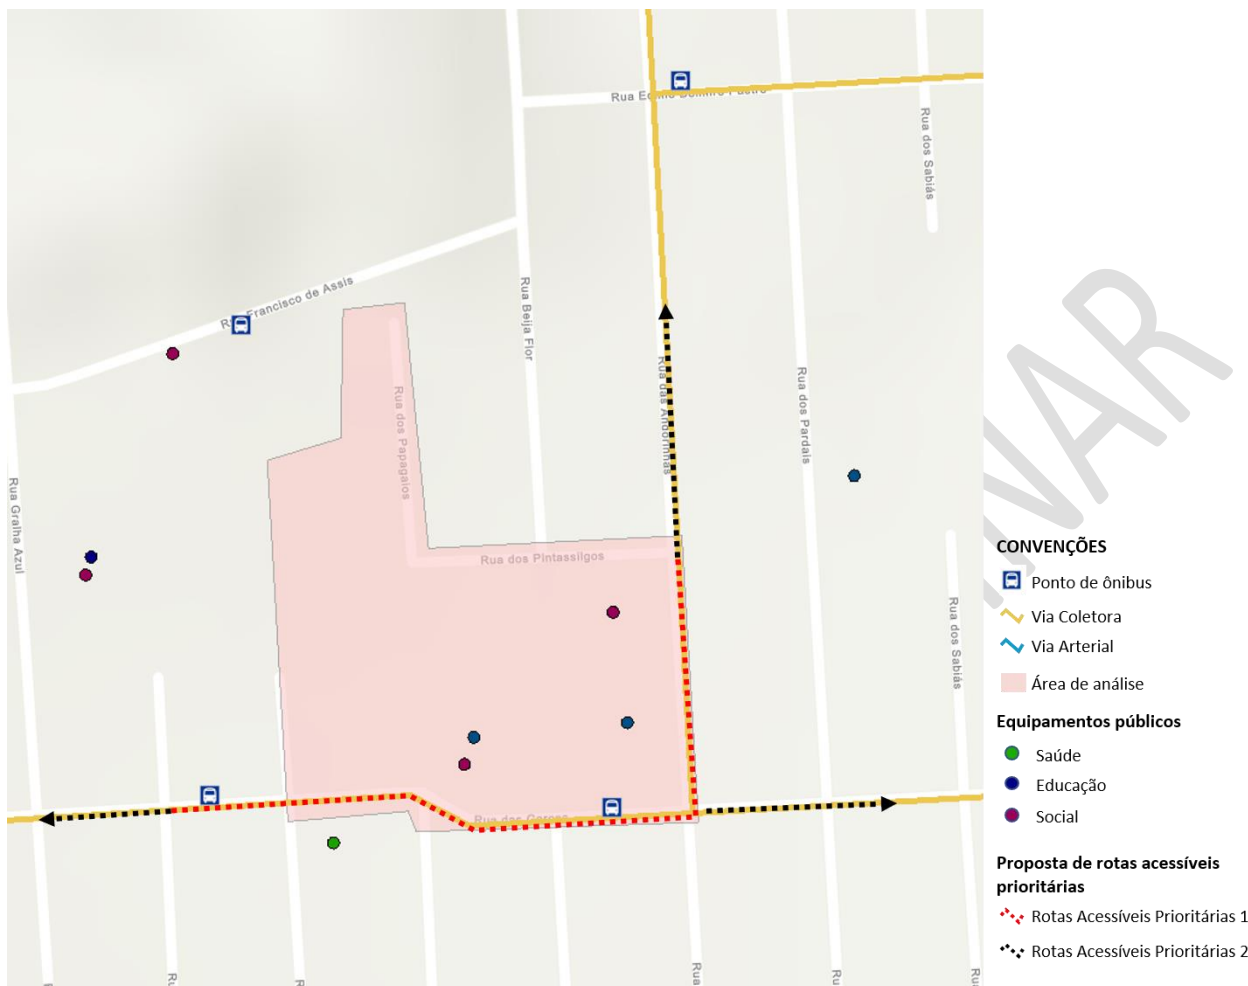 Rua dos Sabiás
Rua Francisco de Assis
Rua Beija Flor
Rua das Andorinhas
Rua dos Pardais
Rua dos Papagaios
Rua Gralha Azul
Rua dos Pintassilgos
Rua dos Sabiás
Rua das Garças
Rua
NAR
CONVENÇÕES
Ponto de ônibus
Via Coletora
Via Arterial
Área de análise
Equipamentos públicos
Saúde
Educação
Social
Proposta de rotas acessíveis
prioritárias
Rotas Acessíveis Prioritárias 1
Rotas Acessíveis Prioritárias 2